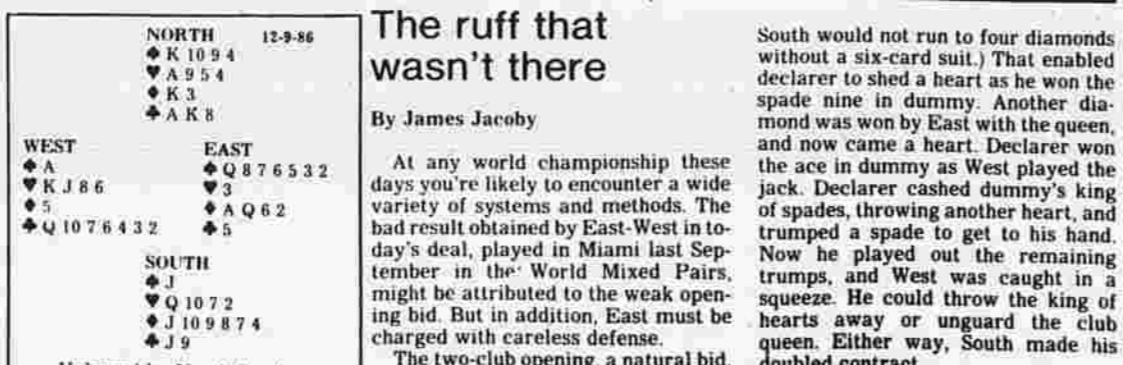 NORTH 12-9-86
♠ K 10 9 4
♥ A 9 5 4
♦ K 3
♣ A K 8
WEST
♠ A
♥ K J 8 6
♦ 5
♣ Q 10 7 6 4 3 2
EAST
♠ Q 8 7 6 5 3 2
♥ 3
♦ A Q 6 2
♣ 5
SOUTH
♠ J
♥ Q 10 7 2
♦ J 10 9 8 7 4
♣ J 9
The ruff that
wasn't there
By James Jacoby
At any world championship these
days you're likely to encounter a wide
variety of systems and methods. The
bad result obtained by East-West in to-
day's deal, played in Miami last Sep-
tember in the World Mixed Pairs,
might be attributed to the weak open-
ing bid. But in addition, East must be
charged with careless defense.
The two-club opening, a natural bid,
South would not run to four diamonds
without a six-card suit.) That enabled
declarer to shed a heart as he won the
spade nine in dummy. Another dia-
mond was won by East with the queen,
and now came a heart. Declarer won
the ace in dummy as West played the
jack. Declarer cashed dummy's king
of spades, throwing another heart, and
trumped a spade to get to his hand.
Now he played out the remaining
trumps, and West was caught in a
squeeze. He could throw the king of
hearts away or unguard the club
queen. Either way, South made his
doubled contract